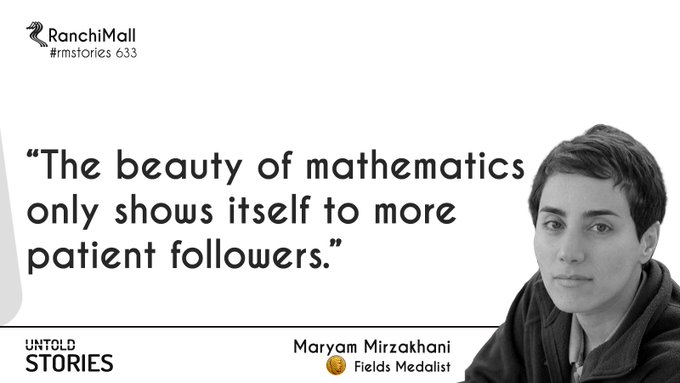 RanchiMall
#rmstories 633
“The beauty of mathematics
only shows itself to more
patient followers.”
UNTOLD
STORIES
Maryam Mirzakhani
Fields Medalist